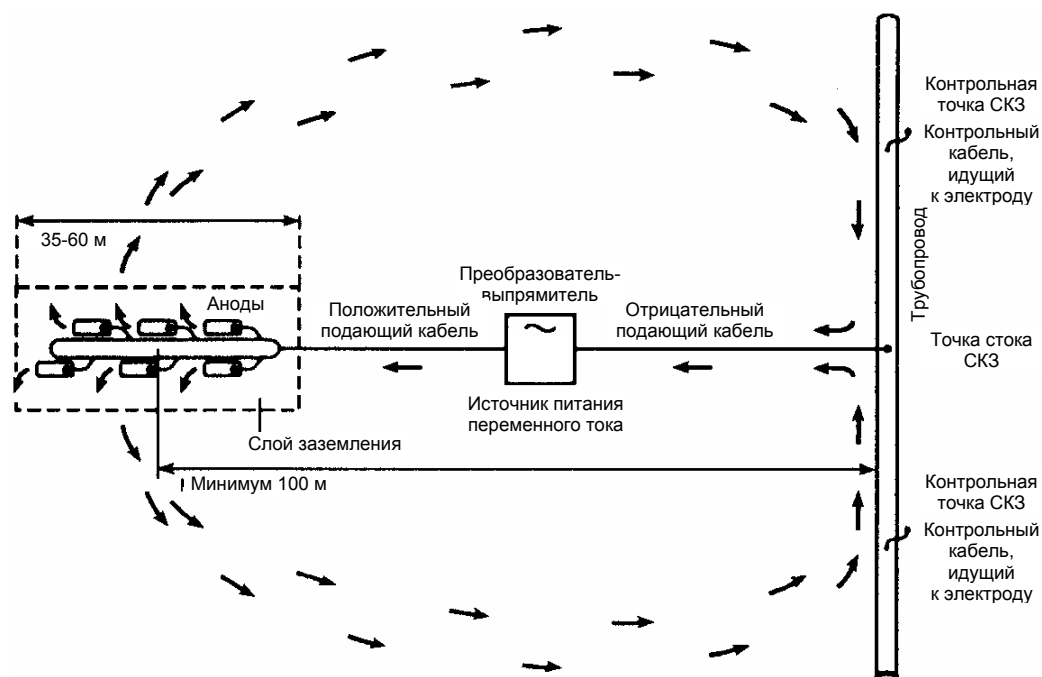 Контрольная
точка СКЗ
Контрольный
кабель,
идущий
к электроду
Трубопровод
35-60 м
Аноды
Положительный
подающий кабель
Преобразователь-
выпрямитель
Отрицательный
подающий кабель
Точка стока
СКЗ
Источник питания
переменного тока
Слой заземления
Минимум 100 м
Контрольная
точка СКЗ
Контрольный
кабель,
идущий
к электроду